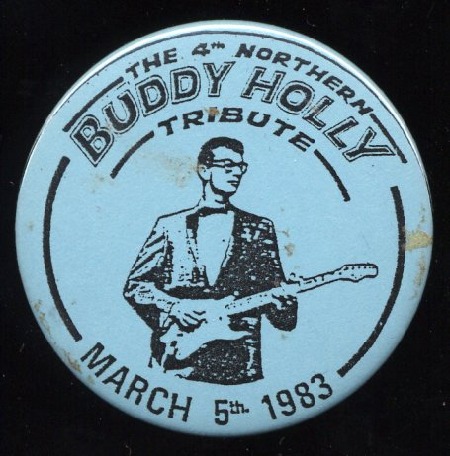 THE 4TH NORTHERN
BUDDY HOLLY
TRIBUTE
MARCH 5th. 1983